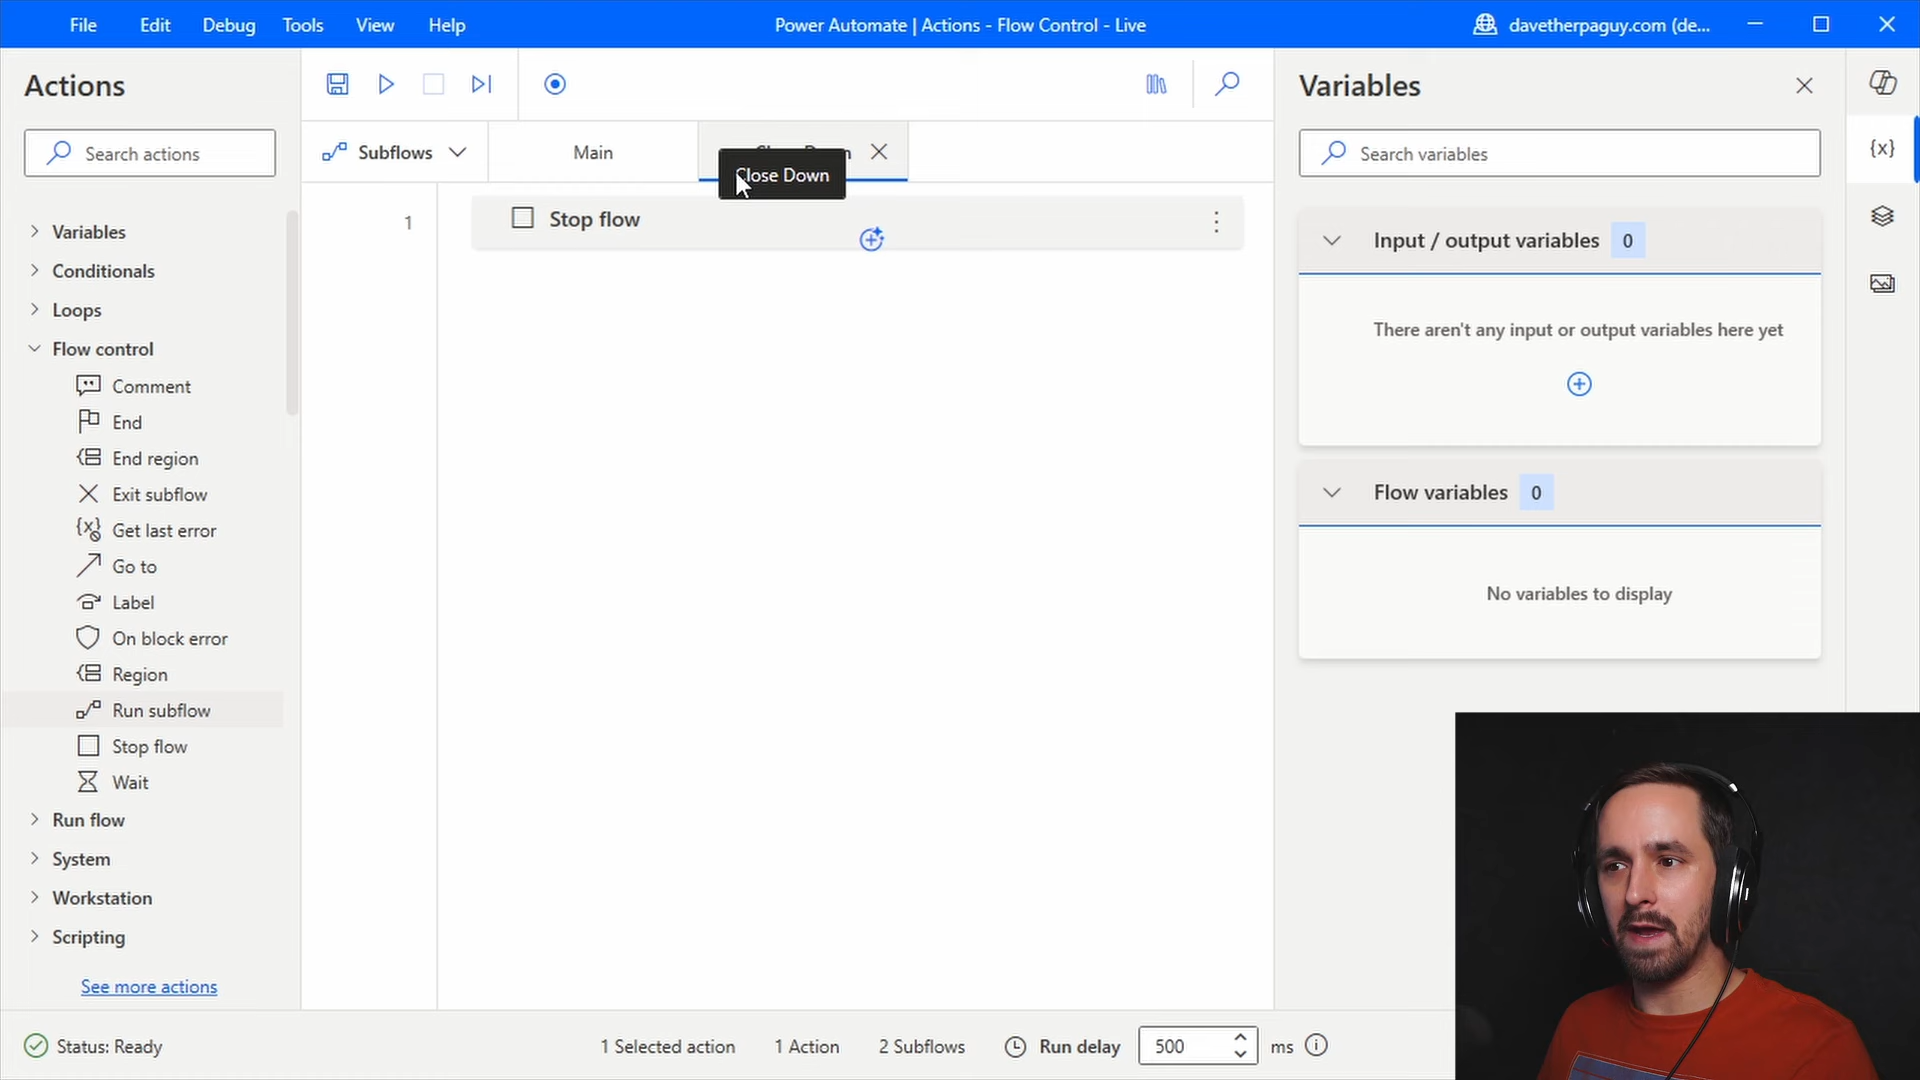 File Edit Debug Tools View Help
Power Automate | Actions - Flow Control - Live
davetherpaguy.com (de...
Actions
Search actions
Variables
Conditionals
Loops
Flow control
Comment
End
End region
Exit subflow
Get last error
Go to
Label
On block error
Region
Run subflow
Stop flow
Wait
Run flow
System
Workstation
Scripting
See more actions
Subflows
Main
Close Down
1
Stop flow
Variables
Search variables
Input / output variables 0
There aren't any input or output variables here yet
Flow variables 0
No variables to display
{x}
Status: Ready
1 Selected action
1 Action
2 Subflows
Run delay
500
ms